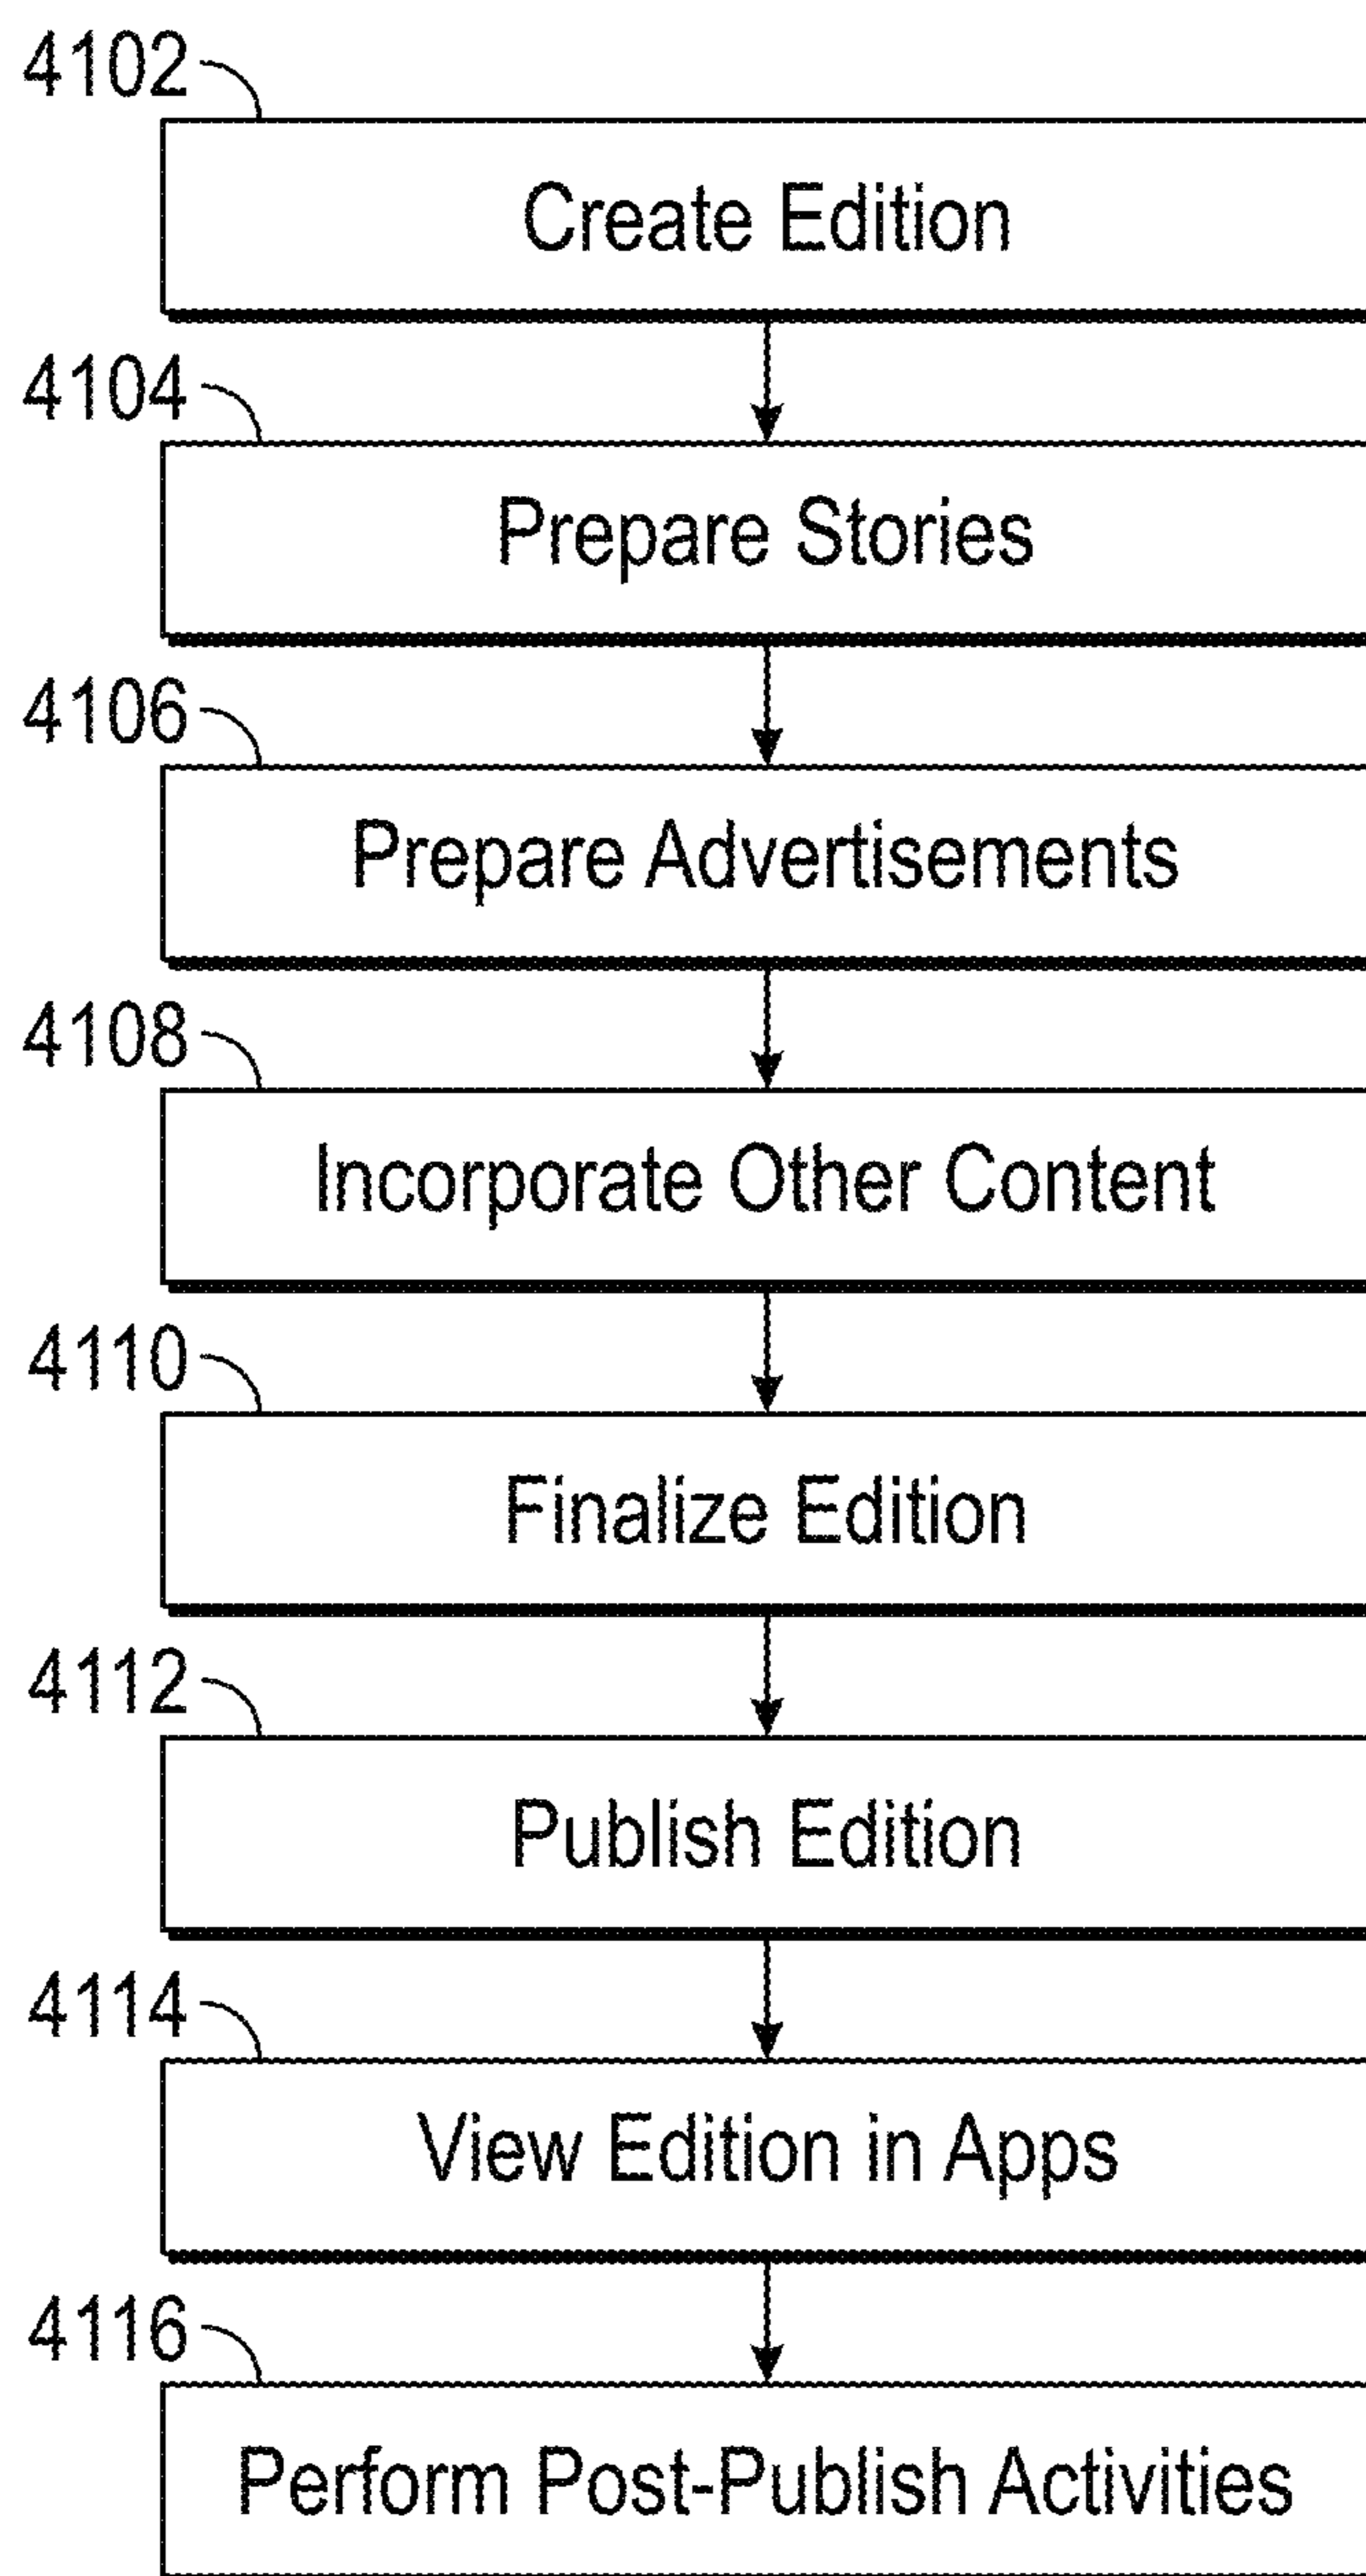 4102
Create Edition
4104
Prepare Stories
4106
Prepare Advertisements
4108
Incorporate Other Content
4110
Finalize Edition
4112
Publish Edition
4114
View Edition in Apps
4116
Perform Post-Publish Activities